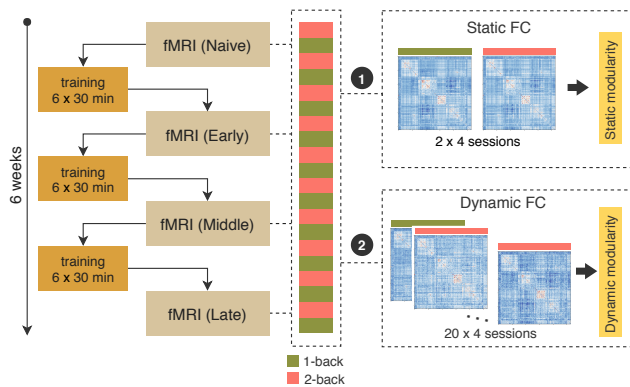 6 weeks
fMRI (Naive)
training
6 x 30 min
fMRI (Early)
training
6 x 30 min
fMRI (Middle)
training
6 x 30 min
fMRI (Late)
1-back
2-back
1
Static FC
2 x 4 sessions
Static modularity
2
Dynamic FC
...
20 x 4 sessions
Dynamic modularity